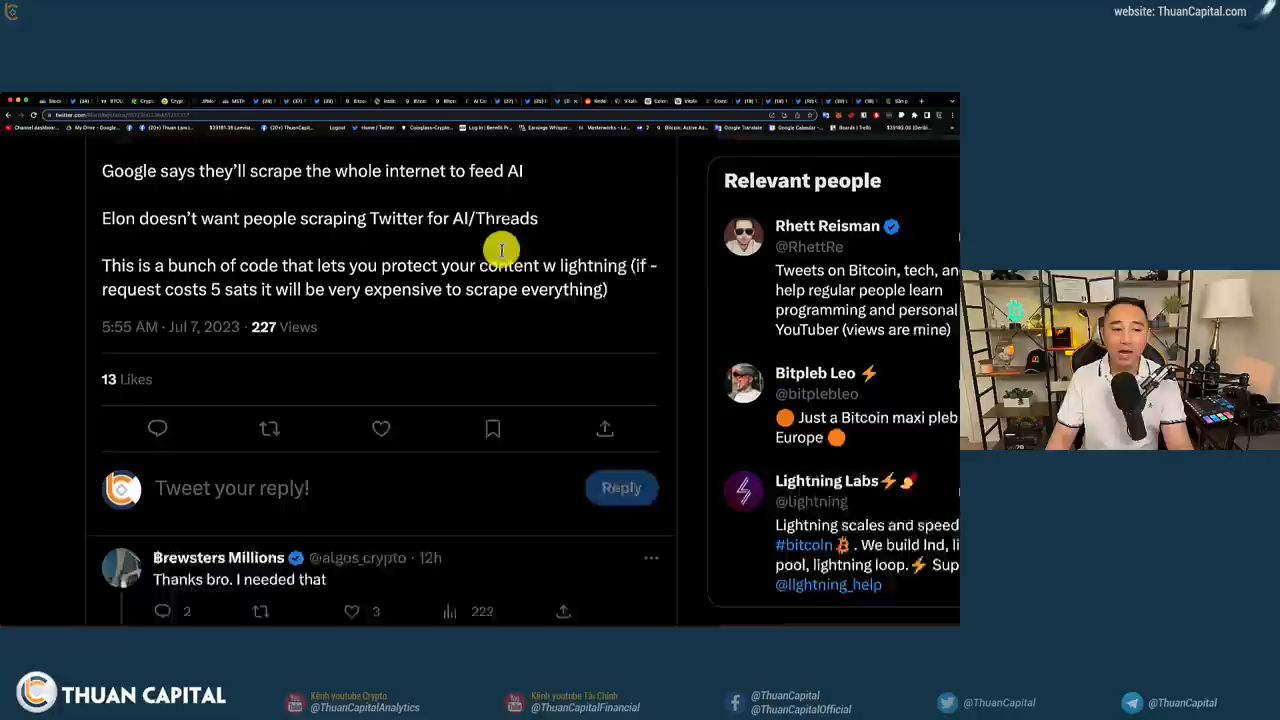 website: ThuanCapital.com
Google says they'll scrape the whole internet to feed AI
Elon doesn't want people scraping Twitter for AI/Threads
This is a bunch of code that lets you protect your content w lightning (if -
request costs 5 sats it will be very expensive to scrape everything)
5:55 AM · Jul 7, 2023 · 227 Views
13 Likes
Tweet your reply!
Reply
Brewsters Millions @algos_crypto · 12h
Thanks bro. I needed that
2
3
222
Relevant people
Rhett Reisman
@RhettRe
Tweets on Bitcoin, tech, an
help regular people learn
programming and personal
YouTuber (views are mine)
Bitpleb Leo
@bitplebleo
Just a Bitcoin maxi pleb
Europe
Lightning Labs
@lightning
Lightning scales and speed
#bitcoin. We build lnd, li
pool, lightning loop. Sup
@lightning_help
THUAN CAPITAL
Kênh youtube Crypto
@ThuanCapitalAnalytics
Kênh youtube Tài Chính
@ThuanCapitalFinancial
@ThuanCapital
@ThuanCapitalOfficial
@ThuanCapital
@ThuanCapital